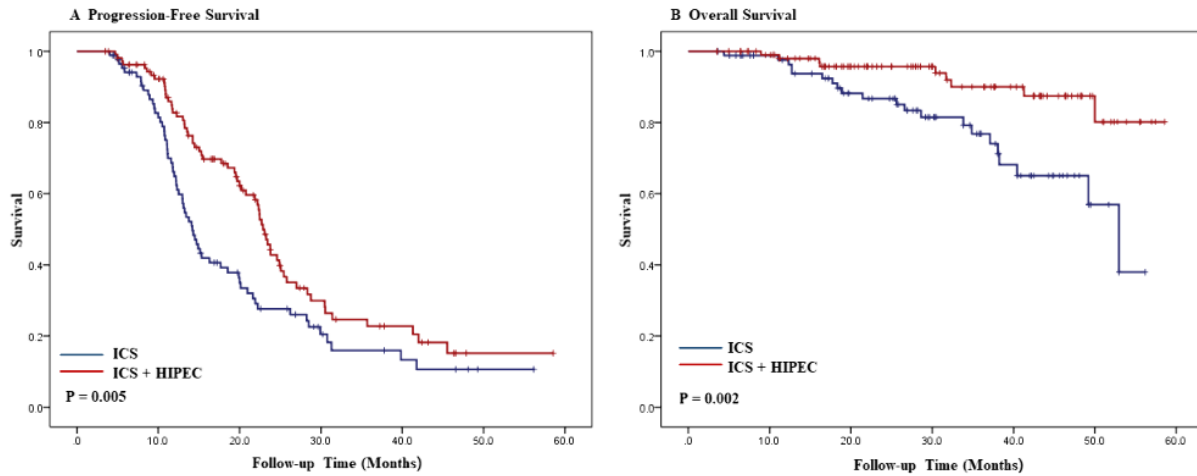 A Progression-Free Survival
1.0
0.8
0.6
0.4
0.2
0.0
Survival
ICS
ICS + HIPEC
P = 0.005
.0 10.0 20.0 30.0 40.0 50.0 60.0
Follow-up Time (Months)
B Overall Survival
1.0
0.8
0.6
0.4
0.2
0.0
Survival
ICS
ICS + HIPEC
P = 0.002
.0 10.0 20.0 30.0 40.0 50.0 60.0
Follow-up Time (Months)